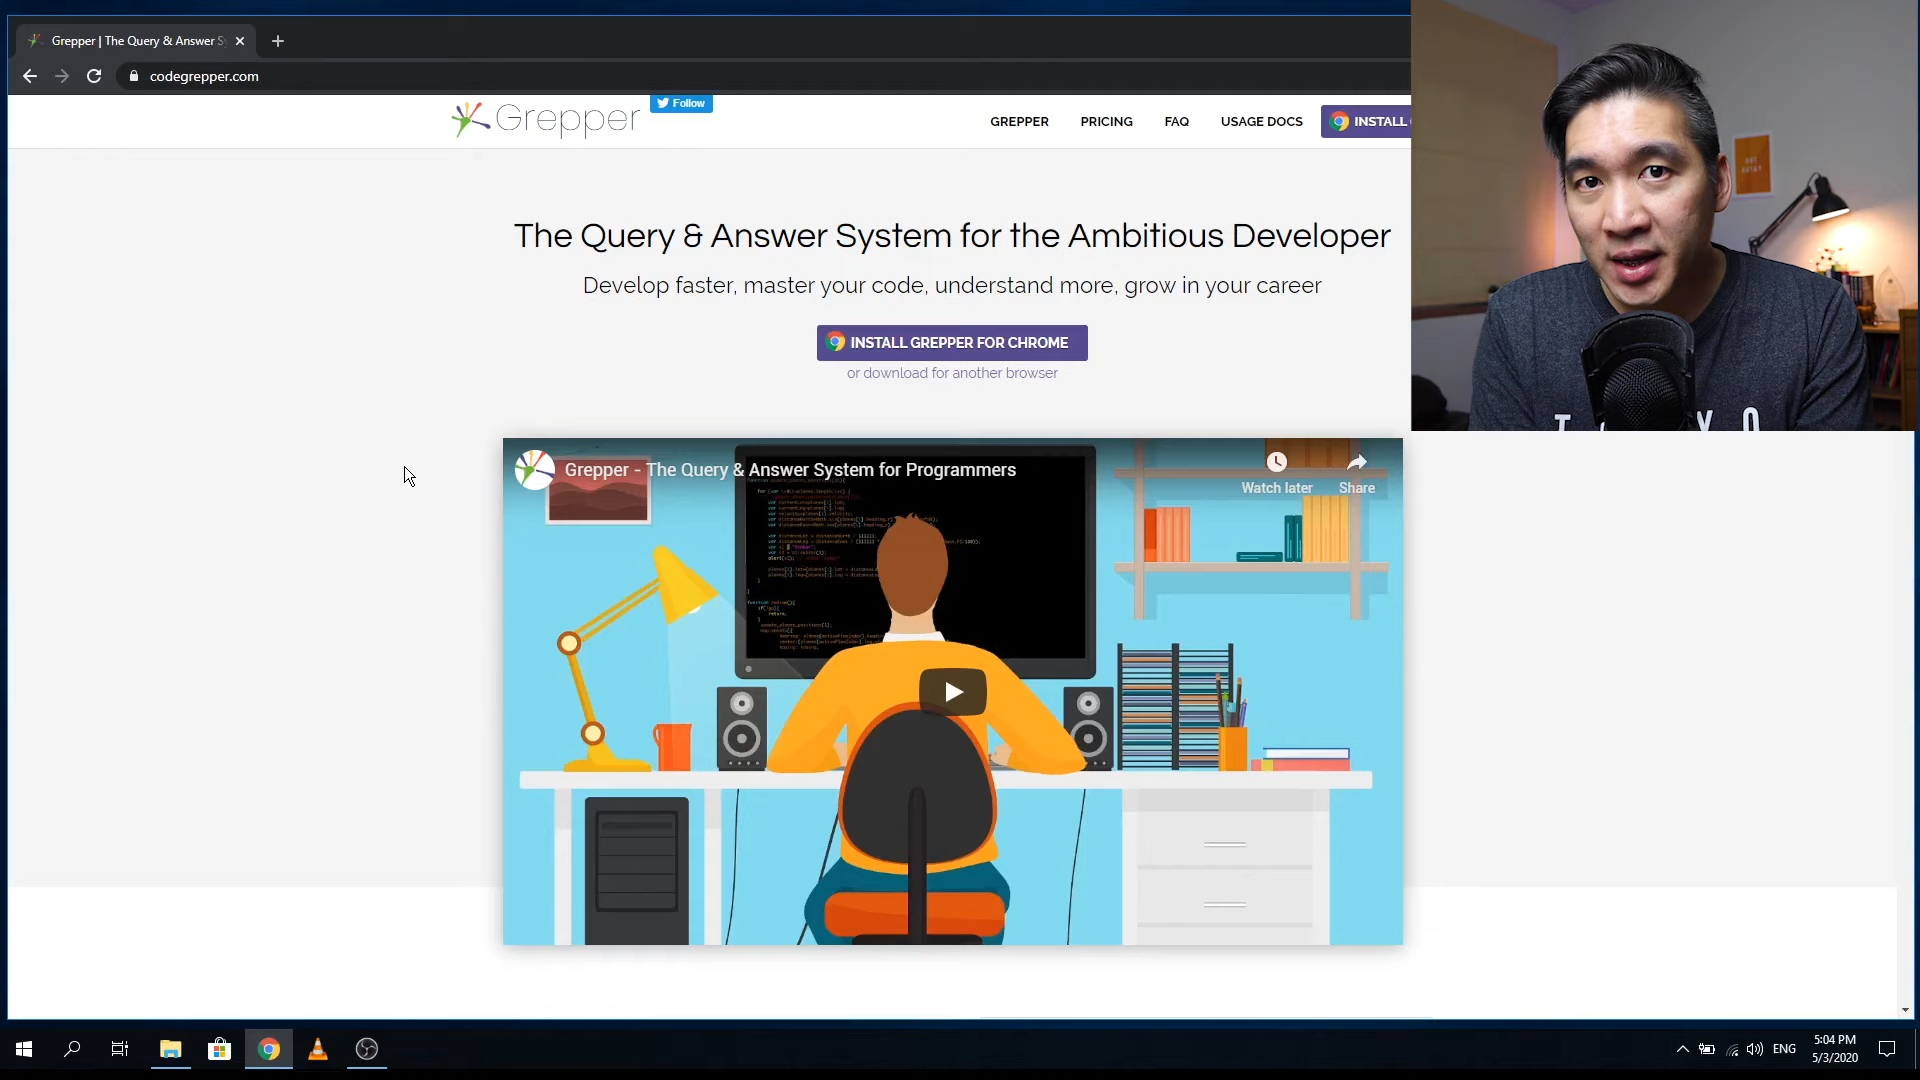 Grepper | The Query & Answer S
codegrepper.com
Grepper
Follow
GREPPER
PRICING
FAQ
USAGE DOCS
INSTALL
The Query & Answer System for the Ambitious Developer
Develop faster, master your code, understand more, grow in your career
INSTALL GREPPER FOR CHROME
or download for another browser
Grepper - The Query & Answer System for Programmers
Watch later
Share
ENG
5:04 PM
5/3/2020